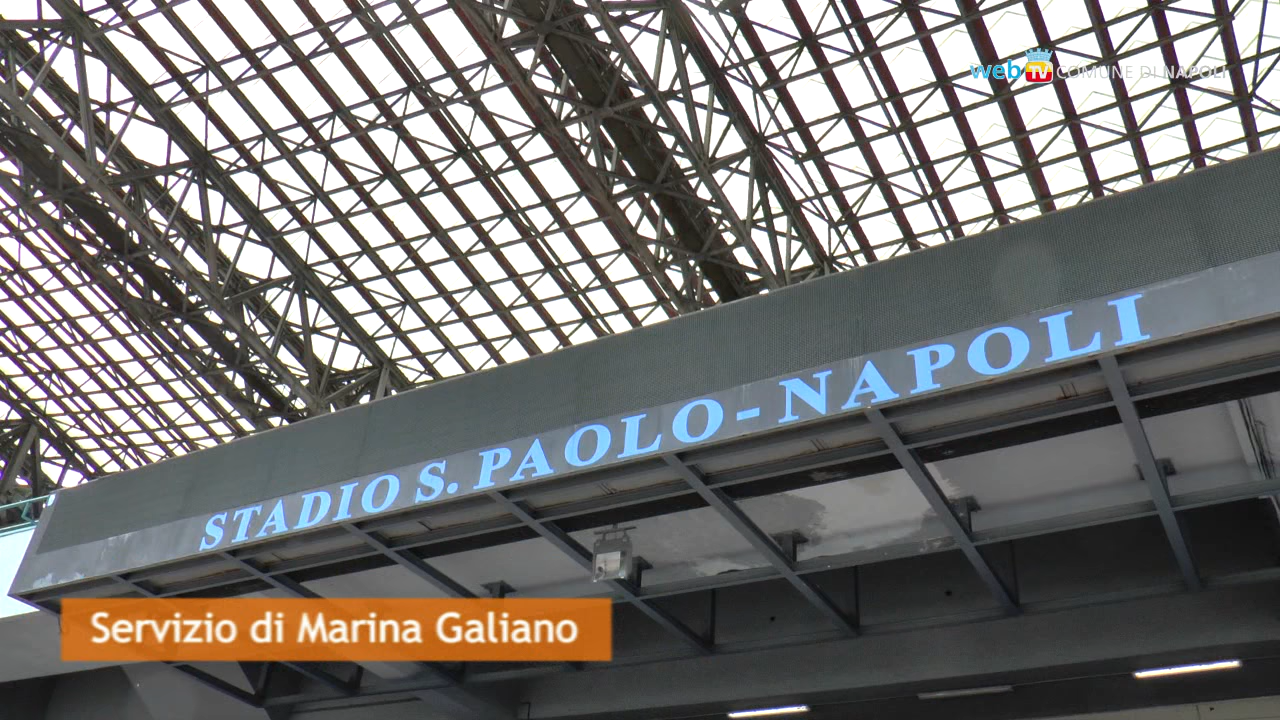 web TV COMUNE DI NAPOLI
STADIO S. PAOLO - NAPOLI
Servizio di Marina Galiano